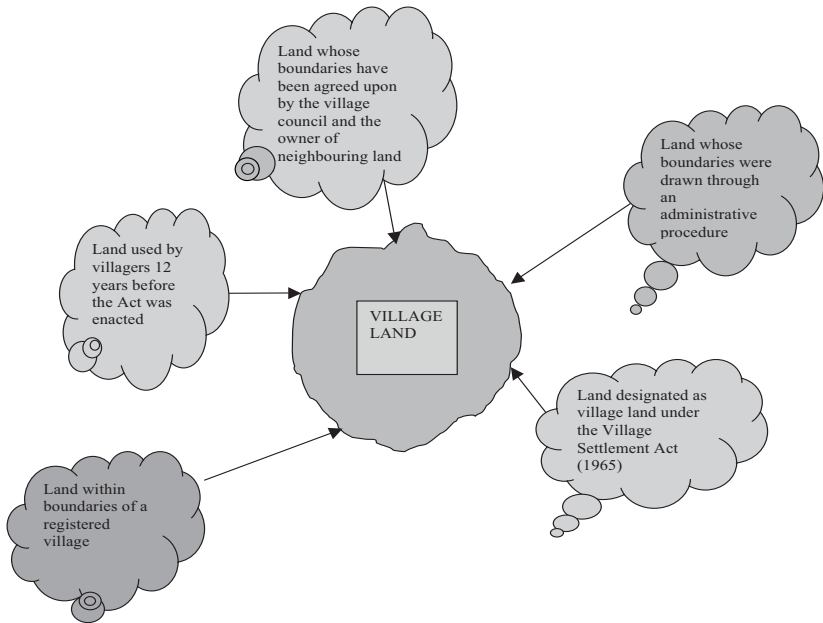 Land whose
boundaries have
been agreed upon
by the village
council and the
owner of
neighbouring land
Land whose
boundaries were
drawn through
an
administrative
procedure
Land used by
villagers 12
years before
the Act was
enacted
VILLAGE
LAND
Land designated as
village land under
the Village
Settlement Act
(1965)
Land within
boundaries of a
registered
village